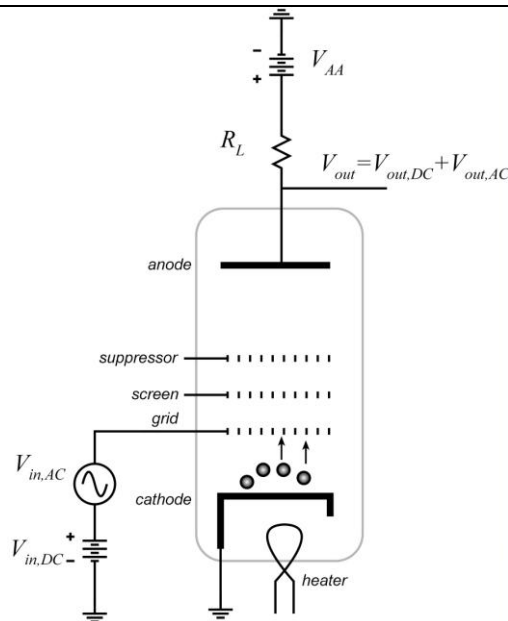 -
+
V_AA
R_L
V_out=V_out,DC+V_out,AC
anode
suppressor
screen
grid
V_in,AC
cathode
+
V_in,DC
-
heater